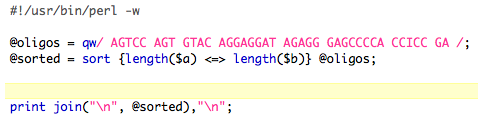 #!/usr/bin/perl -w
@oligos = qw/ AGTCC AGT GTAC AGGAGGAT AGAGG GAGCCCCA CCICC GA /;
@sorted = sort {length($a) <=> length($b)} @oligos;
print join("\n", @sorted),"\n";